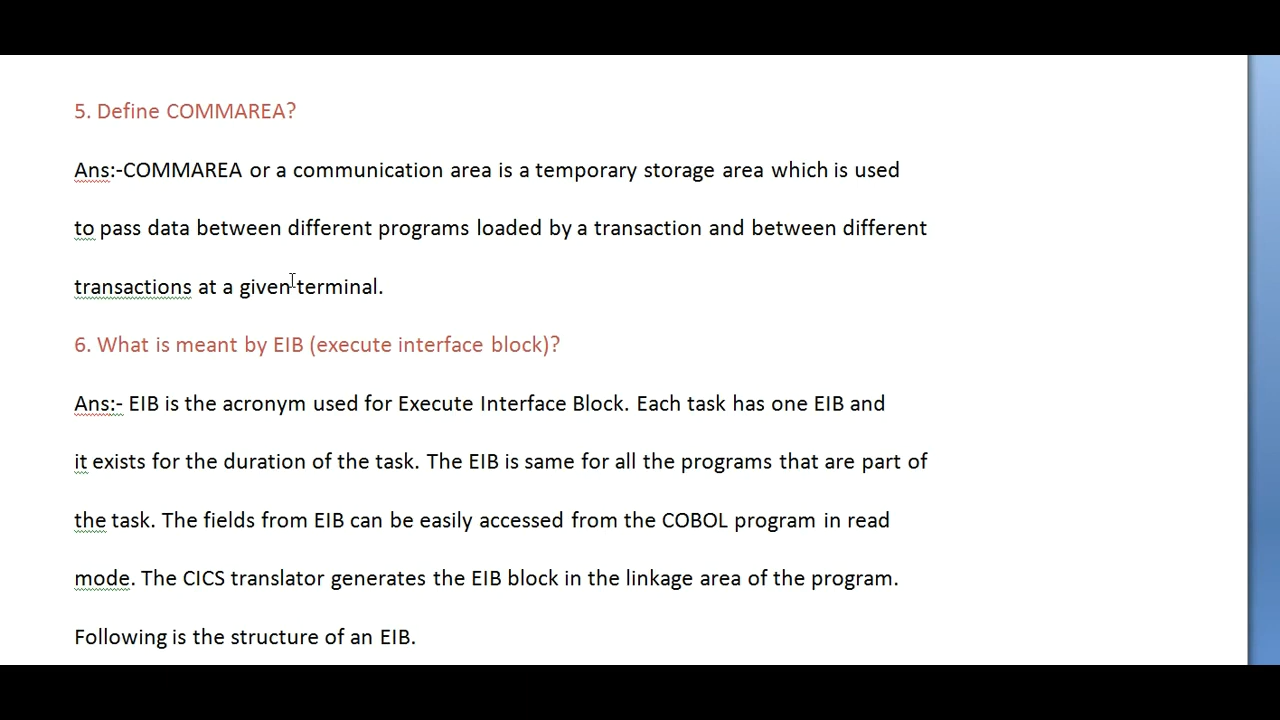 5. Define COMMAREA?
Ans:-COMMAREA or a communication area is a temporary storage area which is used
to pass data between different programs loaded by a transaction and between different
transactions at a given terminal.
6. What is meant by EIB (execute interface block)?
Ans:- EIB is the acronym used for Execute Interface Block. Each task has one EIB and
it exists for the duration of the task. The EIB is same for all the programs that are part of
the task. The fields from EIB can be easily accessed from the COBOL program in read
mode. The CICS translator generates the EIB block in the linkage area of the program.
Following is the structure of an EIB.